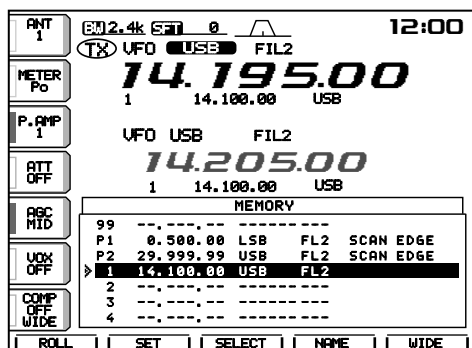 ANT 1
BW 2.4k SFT 0 12:00
TX VFO USB FIL2
METER Po
14.195.00
1 14.100.00 USB
P.AMP 1
VFO USB FIL2
ATT OFF
14.205.00
1 14.100.00 USB
AGC MID
MEMORY
99 --.---.-- ----------
P1 0.500.00 LSB FL2 SCAN EDGE
VOX OFF
P2 29.999.99 USB FL2 SCAN EDGE
1 14.100.00 USB FL2
2 --.---.-- ----------
COMP OFF WIDE
3 --.---.-- ----------
4 --.---.-- ----------
ROLL SET SELECT NAME WIDE